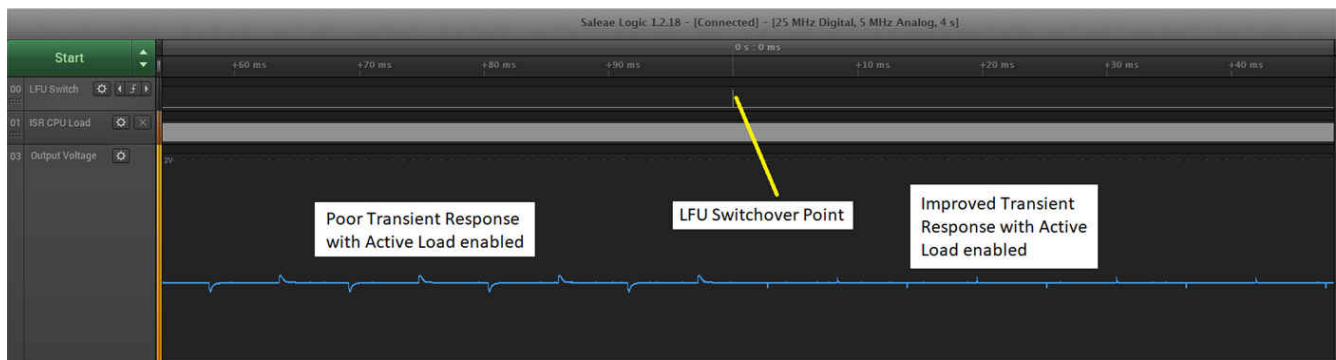 Saleae Logic 1.2.18 - [Connected] - [25 MHz Digital, 5 MHz Analog, 4 s]
Start
0 s : 0 ms
+60 ms +70 ms +80 ms +90 ms +10 ms +20 ms +30 ms +40 ms
00 LFU Switch
01 ISR CPU Load
03 Output Voltage
2V
Poor Transient Response
with Active Load enabled
LFU Switchover Point
Improved Transient
Response with Active
Load enabled